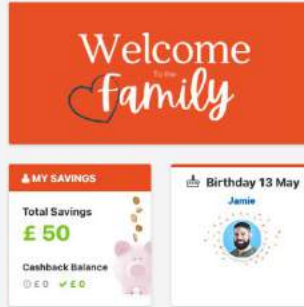 Welcome
To the
family
MY SAVINGS
Total Savings
£ 50
Cashback Balance
£ 0 £ 0
Birthday 13 May
Jamie